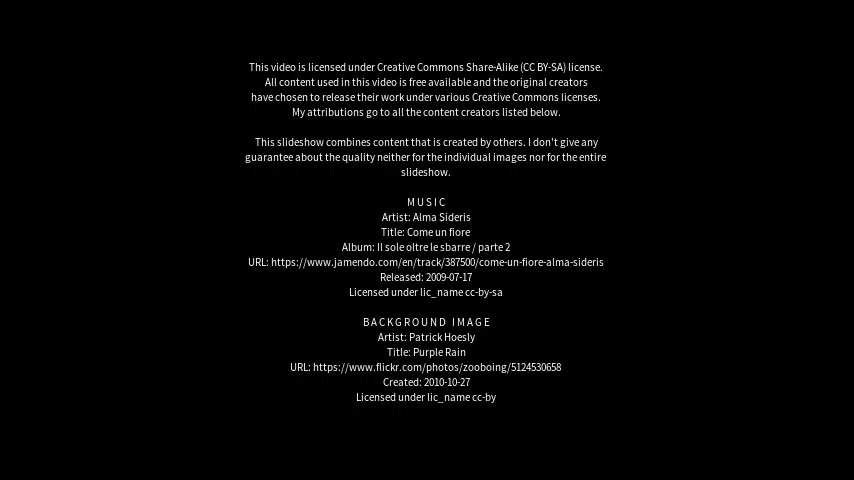 This video is licensed under Creative Commons Share-Alike (CC BY-SA) license.
All content used in this video is free available and the original creators
have chosen to release their work under various Creative Commons licenses.
My attributions go to all the content creators listed below.
This slideshow combines content that is created by others. I don't give any
guarantee about the quality neither for the individual images nor for the entire
slideshow.
MUSIC
Artist: Alma Sideris
Title: Come un fiore
Album: Il sole oltre le sbarre / parte 2
URL: https://www.jamendo.com/en/track/387500/come-un-fiore-alma-sideris
Released: 2009-07-17
Licensed under lic_name cc-by-sa
BACKGROUND IMAGE
Artist: Patrick Hoesly
Title: Purple Rain
URL: https://www.flickr.com/photos/zooboing/5124530658
Created: 2010-10-27
Licensed under lic_name cc-by